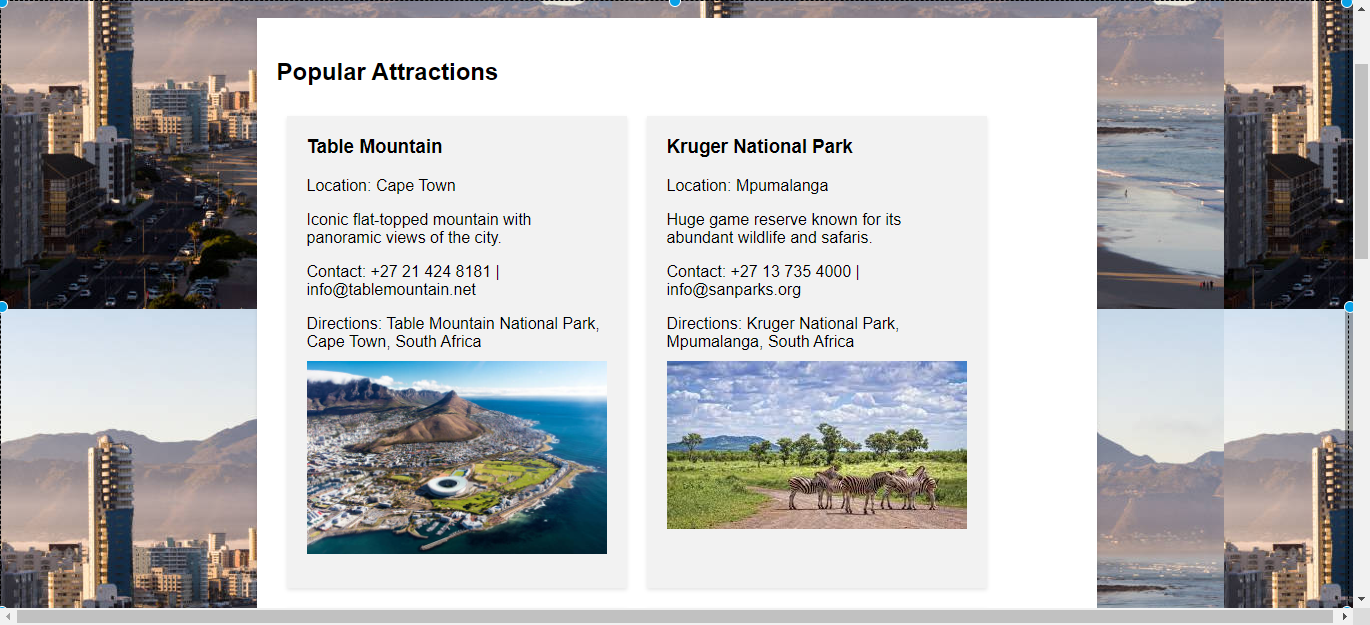 Popular Attractions
Table Mountain
Location: Cape Town
Iconic flat-topped mountain with
panoramic views of the city.
Contact: +27 21 424 8181 |
info@tablemountain.net
Directions: Table Mountain National Park,
Cape Town, South Africa
Kruger National Park
Location: Mpumalanga
Huge game reserve known for its
abundant wildlife and safaris.
Contact: +27 13 735 4000 |
info@sanparks.org
Directions: Kruger National Park,
Mpumalanga, South Africa